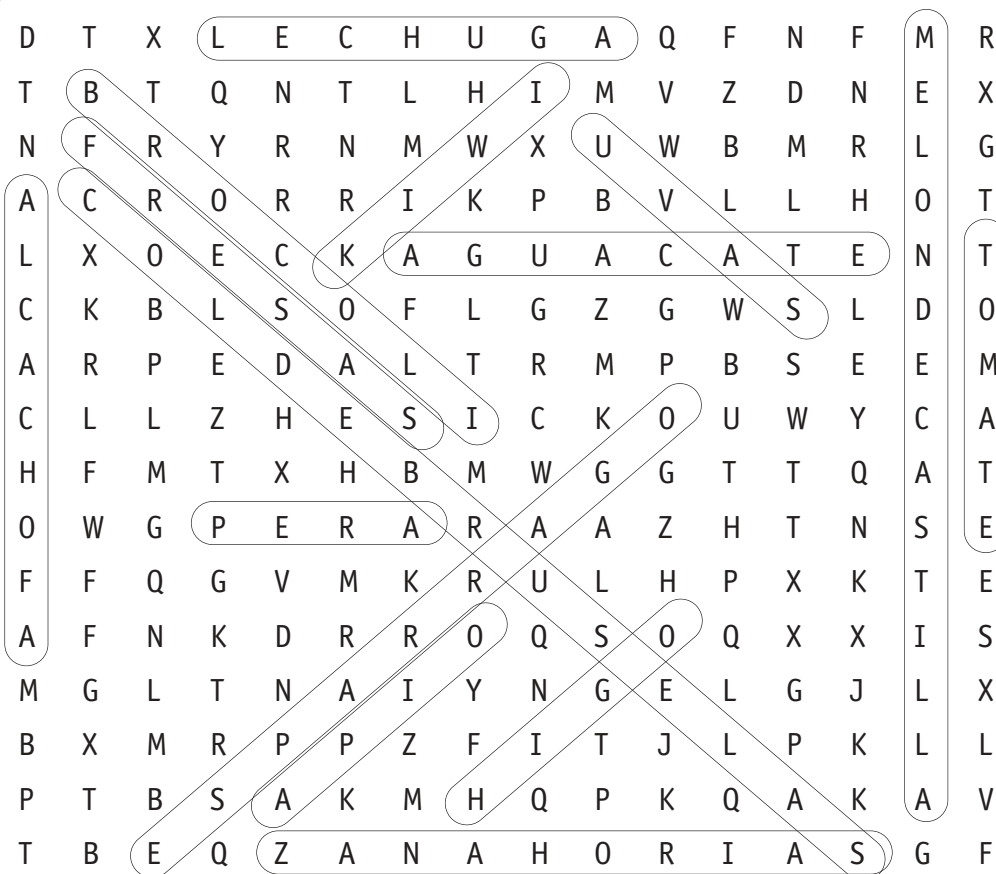 D T X L E C H U G A Q F N F M R
T B T Q N T L H I M V Z D N E X
N F R Y R N M W X U W B M R L G
A C R O R R I K P B V L L H O T
L X O E C K A G U A C A T E N T
C K B L S O F L G Z G W S L D O
A R P E D A L T R M P B S E E M
C L L Z H E S I C K O U W Y C A
H F M T X H B M W G G T T Q A T
O W G P E R A R A A Z H T N S E
F F Q G V M K R U L H P X K T E
A F N K D R R O Q S O Q X X I S
M G L T N A I Y N G E L G J L X
B X M R P P Z F I T J L P K L L
P T B S A K M H Q P K Q A K A V
T B E Q Z A N A H O R I A S G F